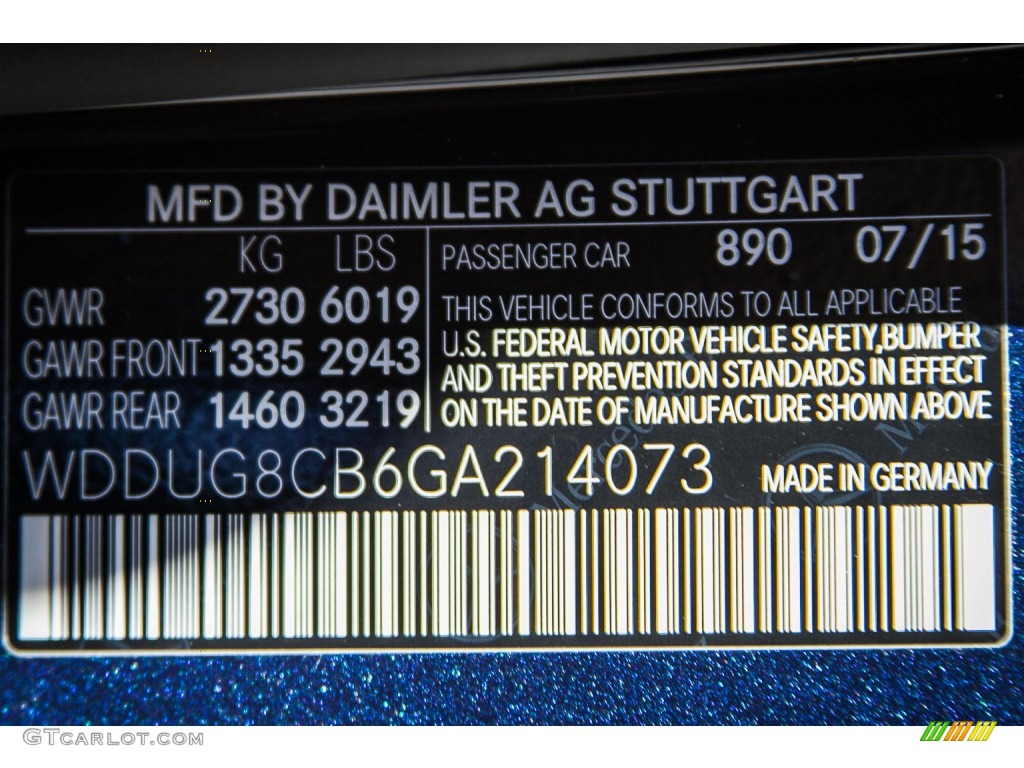 MFD BY DAIMLER AG STUTTGART
KG LBS
GVWR 2730 6019
GAWR FRONT 1335 2943
GAWR REAR 1460 3219
PASSENGER CAR 890 07/15
THIS VEHICLE CONFORMS TO ALL APPLICABLE
U.S. FEDERAL MOTOR VEHICLE SAFETY,BUMPER
AND THEFT PREVENTION STANDARDS IN EFFECT
ON THE DATE OF MANUFACTURE SHOWN ABOVE
WDDUG8CB6GA214073 MADE IN GERMANY
GTCARLOT.COM